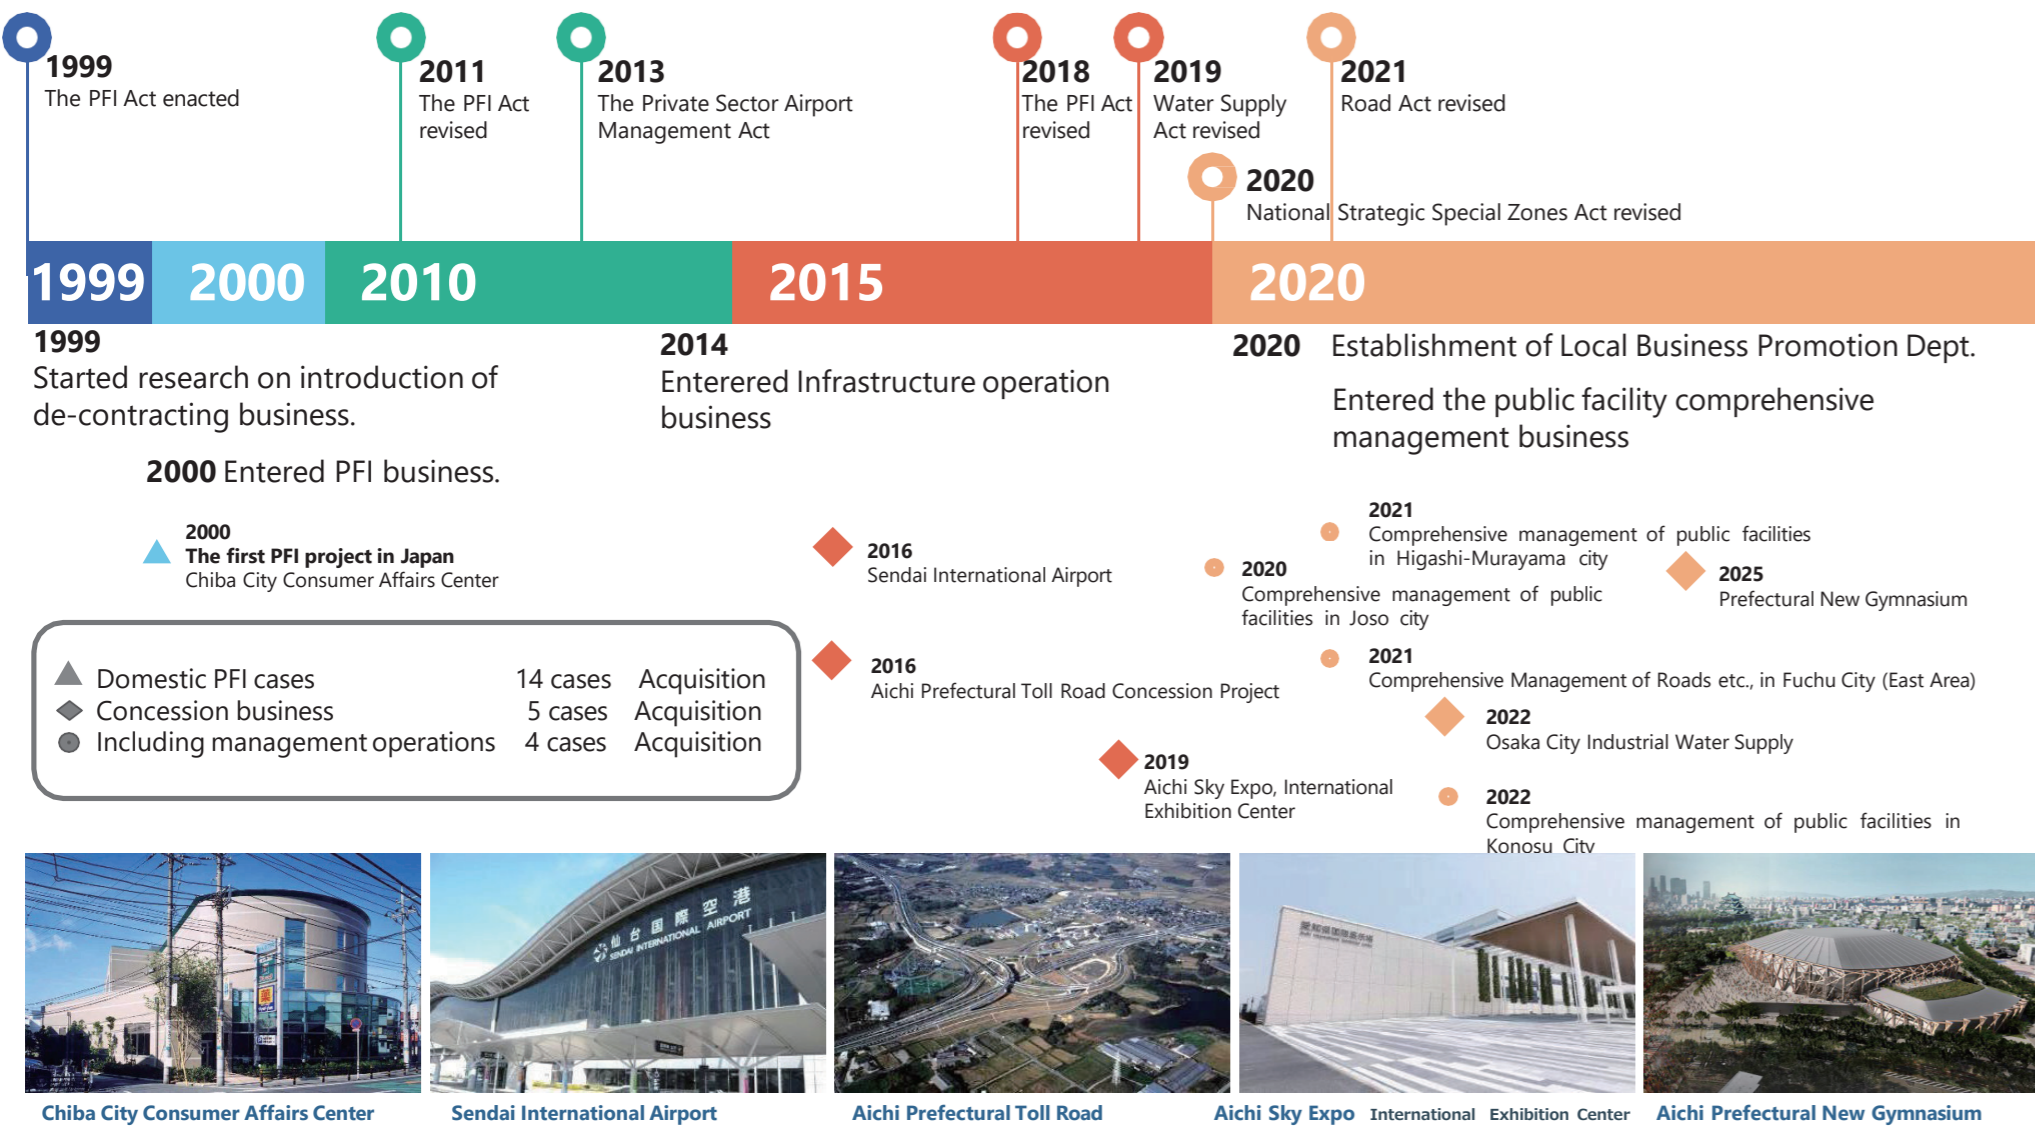 1999
The PFI Act enacted
2011
The PFI Act
revised
2013
The Private Sector Airport
Management Act
2018
The PFI Act
revised
2019
Water Supply
Act revised
2021
Road Act revised
2020
National Strategic Special Zones Act revised
1999
2000
2010
2015
2020
1999
Started research on introduction of
de-contracting business.
2000 Entered PFI business.
2014
Enterered Infrastructure operation
business
2020 Establishment of Local Business Promotion Dept.
Entered the public facility comprehensive
management business
2000
The first PFI project in Japan
Chiba City Consumer Affairs Center
2016
Sendai International Airport
2016
Aichi Prefectural Toll Road Concession Project
2019
Aichi Sky Expo, International
Exhibition Center
2021
Comprehensive management of public facilities
in Higashi-Murayama city
2020
Comprehensive management of public
facilities in Joso city
2025
Prefectural New Gymnasium
2021
Comprehensive Management of Roads etc., in Fuchu City (East Area)
2022
Osaka City Industrial Water Supply
2022
Comprehensive management of public facilities in
Konosu City
Domestic PFI cases 14 cases Acquisition
Concession business 5 cases Acquisition
Including management operations 4 cases Acquisition
仙台国際空港
SENDAI INTERNATIONAL AIRPORT
愛知県国際展示場
Chiba City Consumer Affairs Center
Sendai International Airport
Aichi Prefectural Toll Road
Aichi Sky Expo International Exhibition Center
Aichi Prefectural New Gymnasium